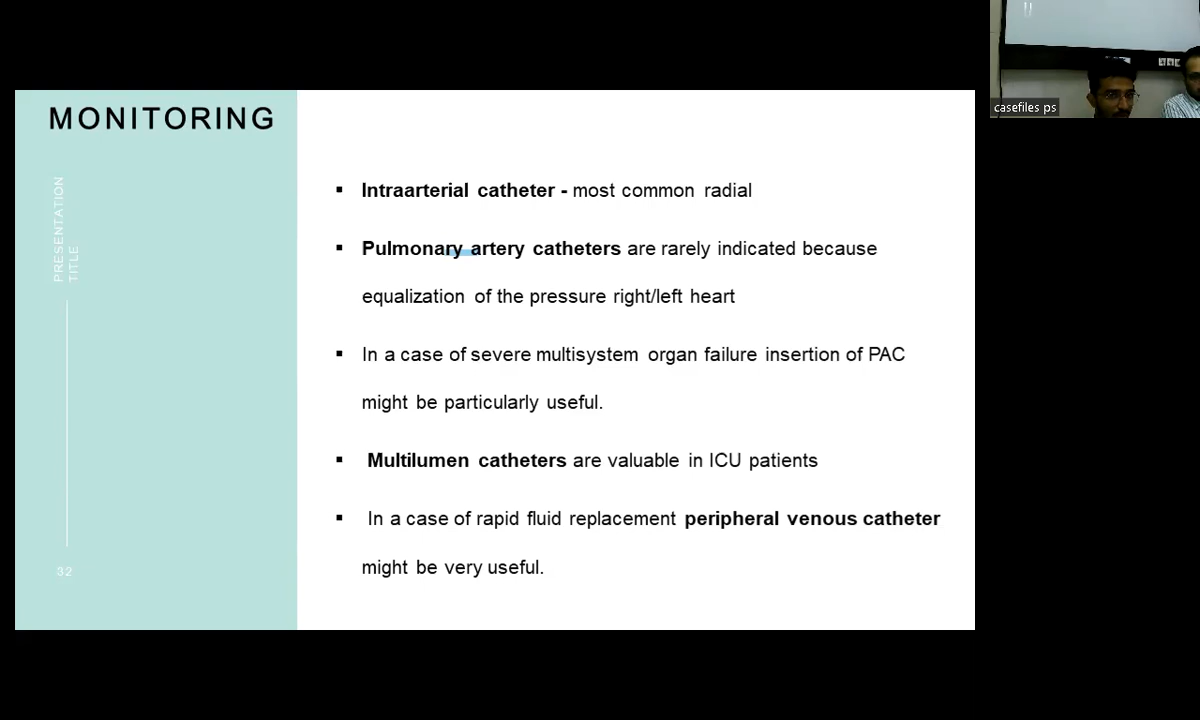 MONITORING
PRESENTATION
TITLE
32
▪ Intraarterial catheter - most common radial
▪ Pulmonary artery catheters are rarely indicated because
equalization of the pressure right/left heart
▪ In a case of severe multisystem organ failure insertion of PAC
might be particularly useful.
▪ Multilumen catheters are valuable in ICU patients
▪ In a case of rapid fluid replacement peripheral venous catheter
might be very useful.
casefiles ps